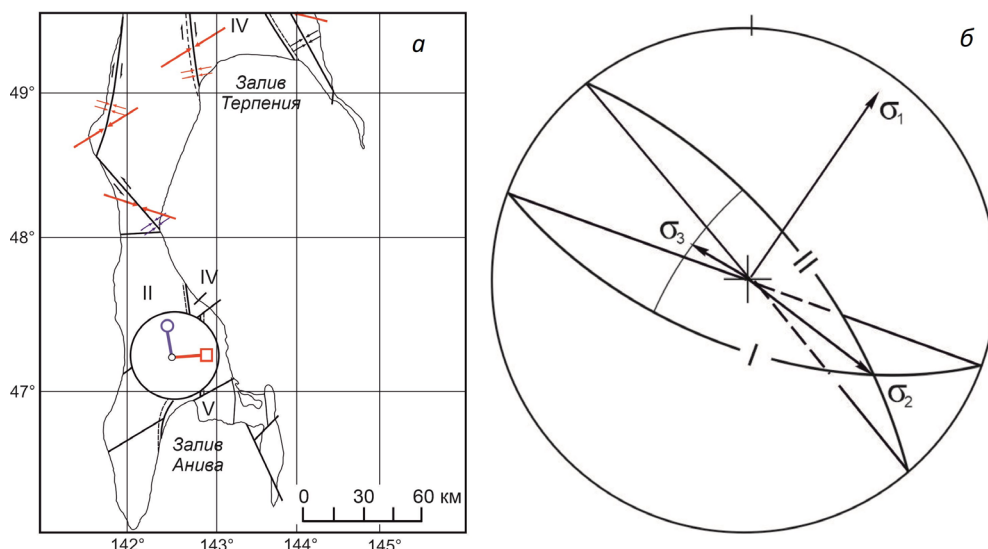 IV
а
49°
Залив
Терпения
48°
II
IV
47°
V
Залив
Анива
0 30 60 км
142° 143° 144° 145°
б
σ1
σ3
II
I
σ2